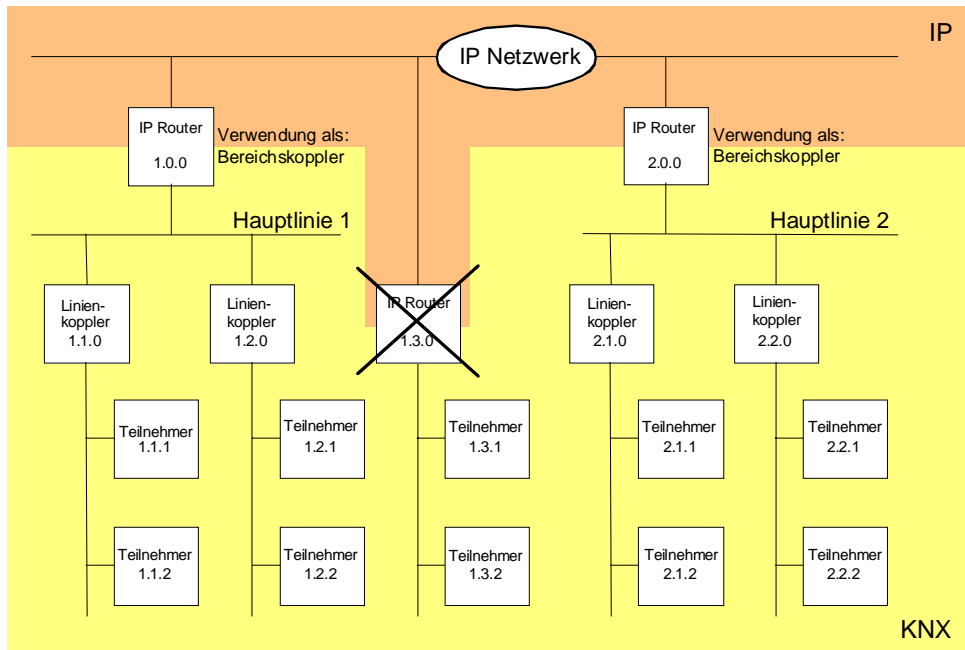 IP
IP Netzwerk
IP Router
1.0.0
Verwendung als:
Bereichskoppler
IP Router
2.0.0
Verwendung als:
Bereichskoppler
Hauptlinie 1
Hauptlinie 2
Linien-
koppler
1.1.0
Linien-
koppler
1.2.0
IP Router
1.3.0
Linien-
koppler
2.1.0
Linien-
koppler
2.2.0
Teilnehmer
1.1.1
Teilnehmer
1.2.1
Teilnehmer
1.3.1
Teilnehmer
2.1.1
Teilnehmer
2.2.1
Teilnehmer
1.1.2
Teilnehmer
1.2.2
Teilnehmer
1.3.2
Teilnehmer
2.1.2
Teilnehmer
2.2.2
KNX